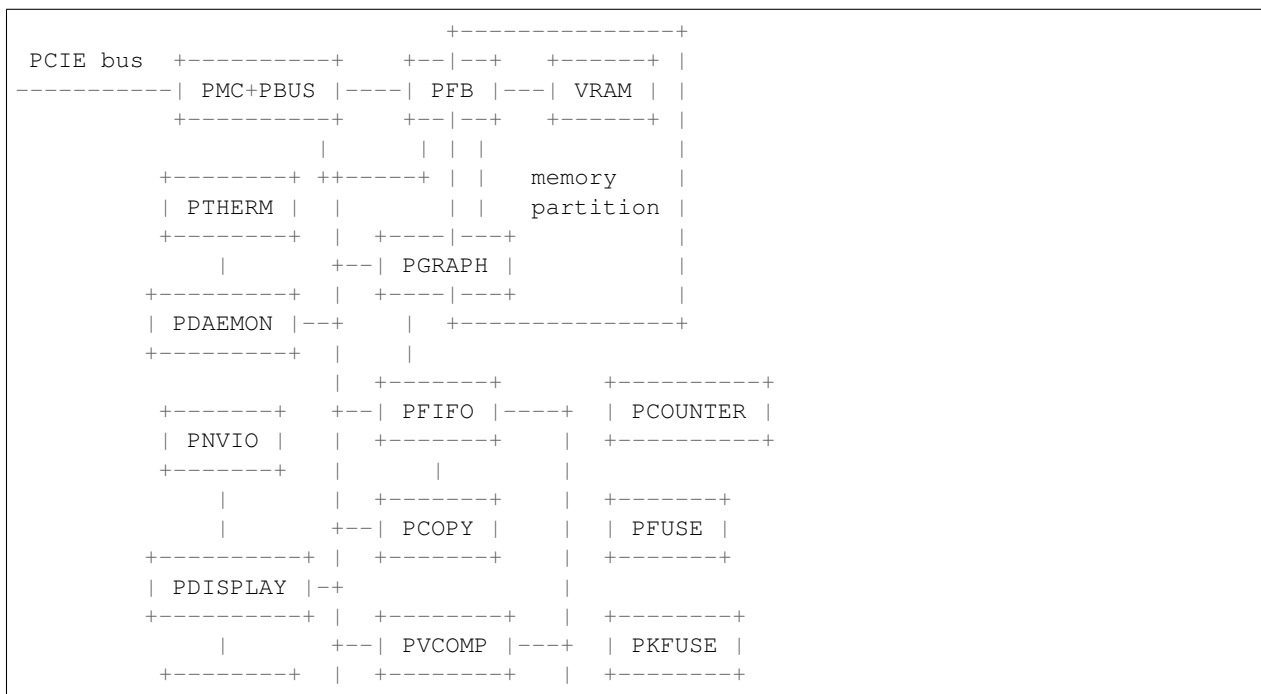 PCIE bus
PMC+PBUS PFB VRAM
memory
PTHERM partition
PGRAPH
PDAEMON
PFIFO PCOUNTER
PNVIO
PCOPY PFUSE
PDISPLAY
PVCOMP PKFUSE